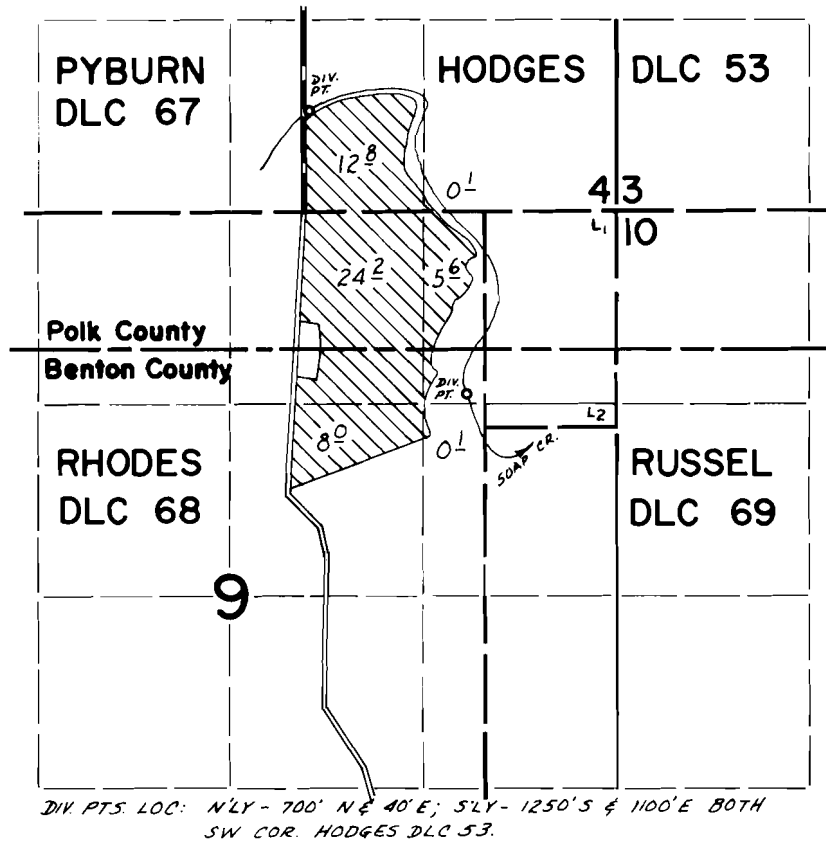 PYBURN
DLC 67
DIV.
PT.
HODGES
DLC 53
12 8
0 1
4 3
L1 10
24 2
5 6
Polk County
Benton County
DIV.
PT.
L2
8 0
0 1
SOAP CR.
RHODES
DLC 68
RUSSEL
DLC 69
9
DIV. PTS. LOC: N'LY - 700' N & 40' E; S'LY - 1250' S & 1100' E BOTH
SW COR. HODGES DLC 53.